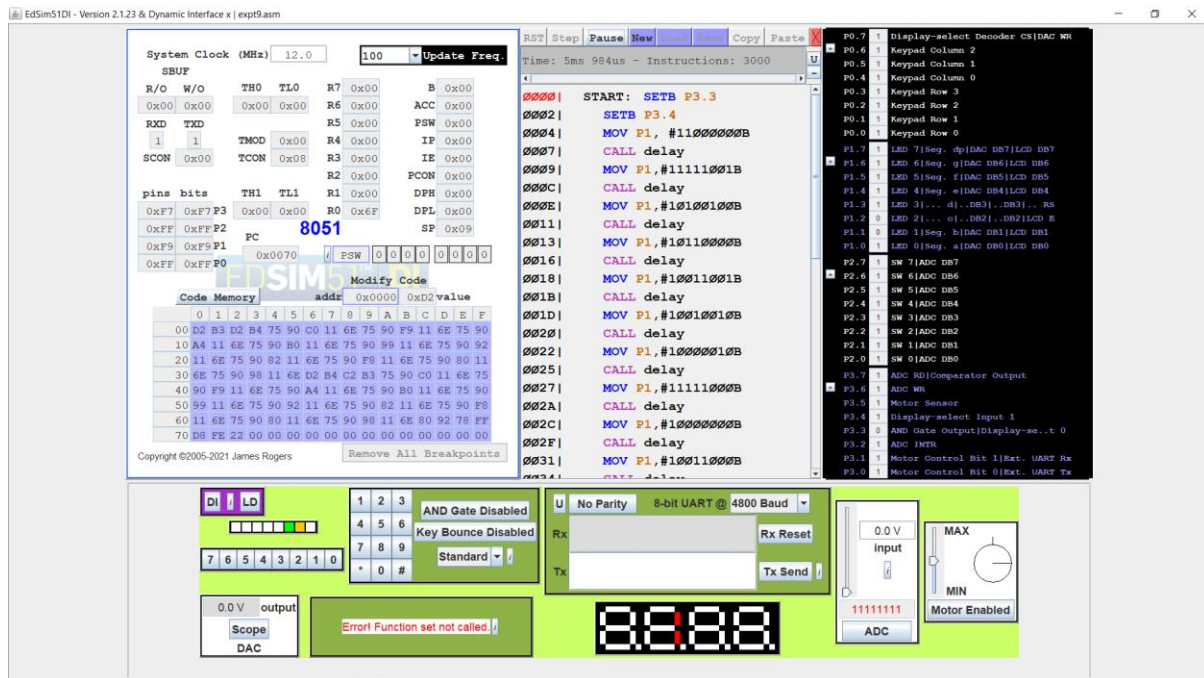 EdSim51DI - Version 2.1.23 & Dynamic Interface x | expt9.asm
System Clock (MHz) 12.0 100 Update Freq.
SBUF
R/O W/O TH0 TL0 R7 0x00 B 0x00
0x00 0x00 0x00 0x00 R6 0x00 ACC 0x00
RXD TXD R5 0x00 PSW 0x00
1 1 TMOD 0x00 R4 0x00 IP 0x00
SCON 0x00 TCON 0x08 R3 0x00 IE 0x00
R2 0x00 PCON 0x00
pins bits TH1 TL1 R1 0x00 DPH 0x00
0xF7 0xF7 P3 0x00 0x00 R0 0x6F DPL 0x00
0xFF 0xFF P2 8051 SP 0x09
0xF9 0xF9 P1 PC
0xFF 0xFF P0 0x0070 i PSW 0 0 0 0 0 0 0 0
EDSIM51 DI
Modify Code
Code Memory addr 0x0000 0xD2 value
0 1 2 3 4 5 6 7 8 9 A B C D E F
00 D2 B3 D2 B4 75 90 C0 11 6E 75 90 F9 11 6E 75 90
10 A4 11 6E 75 90 B0 11 6E 75 90 99 11 6E 75 90 92
20 11 6E 75 90 82 11 6E 75 90 F8 11 6E 75 90 80 11
30 6E 75 90 98 11 6E D2 B4 C2 B3 75 90 C0 11 6E 75
40 90 F9 11 6E 75 90 A4 11 6E 75 90 B0 11 6E 75 90
50 99 11 6E 75 90 92 11 6E 75 90 82 11 6E 75 90 F8
60 11 6E 75 90 80 11 6E 75 90 98 11 6E 80 92 78 FF
70 D8 FE 22 00 00 00 00 00 00 00 00 00 00 00 00 00
Copyright ©2005-2021 James Rogers Remove All Breakpoints
RST Step Pause New Load Save Copy Paste X
Time: 5ms 984us - Instructions: 3000 U
0000| START: SETB P3.3
0002| SETB P3.4
0004| MOV P1, #11000000B
0007| CALL delay
0009| MOV P1,#11111001B
000C| CALL delay
000E| MOV P1,#10100100B
0011| CALL delay
0013| MOV P1,#10110000B
0016| CALL delay
0018| MOV P1,#10011001B
001B| CALL delay
001D| MOV P1,#10010010B
0020| CALL delay
0022| MOV P1,#10000010B
0025| CALL delay
0027| MOV P1,#11111000B
002A| CALL delay
002C| MOV P1,#10000000B
002F| CALL delay
0031| MOV P1,#10011000B
0034| CALL delay
P0.7 1 Display-select Decoder CS|DAC WR
P0.6 1 Keypad Column 2
P0.5 1 Keypad Column 1
P0.4 1 Keypad Column 0
P0.3 1 Keypad Row 3
P0.2 1 Keypad Row 2
P0.1 1 Keypad Row 1
P0.0 1 Keypad Row 0
P1.7 1 LED 7|Seg. dp|DAC DB7|LCD DB7
P1.6 1 LED 6|Seg. g|DAC DB6|LCD DB6
P1.5 1 LED 5|Seg. f|DAC DB5|LCD DB5
P1.4 1 LED 4|Seg. e|DAC DB4|LCD DB4
P1.3 1 LED 3|... d|..DB3|..DB3|.. RS
P1.2 0 LED 2|... c|..DB2|..DB2|LCD E
P1.1 0 LED 1|Seg. b|DAC DB1|LCD DB1
P1.0 1 LED 0|Seg. a|DAC DB0|LCD DB0
P2.7 1 SW 7|ADC DB7
P2.6 1 SW 6|ADC DB6
P2.5 1 SW 5|ADC DB5
P2.4 1 SW 4|ADC DB4
P2.3 1 SW 3|ADC DB3
P2.2 1 SW 2|ADC DB2
P2.1 1 SW 1|ADC DB1
P2.0 1 SW 0|ADC DB0
P3.7 1 ADC RD|Comparator Output
P3.6 1 ADC WR
P3.5 1 Motor Sensor
P3.4 1 Display-select Input 1
P3.3 0 AND Gate Output|Display-se..t 0
P3.2 1 ADC INTR
P3.1 1 Motor Control Bit 1|Ext. UART Rx
P3.0 1 Motor Control Bit 0|Ext. UART Tx
DI i LD
7 6 5 4 3 2 1 0
1 2 3
4 5 6
7 8 9
* 0 #
AND Gate Disabled
Key Bounce Disabled
Standard i
U No Parity 8-bit UART @ 4800 Baud
Rx Rx Reset
Tx Tx Send i
0.0 V
input
i
11111111
ADC
MAX
MIN
Motor Enabled
0.0 V output
Scope
DAC
Error! Function set not called. i
8.8.8.8.